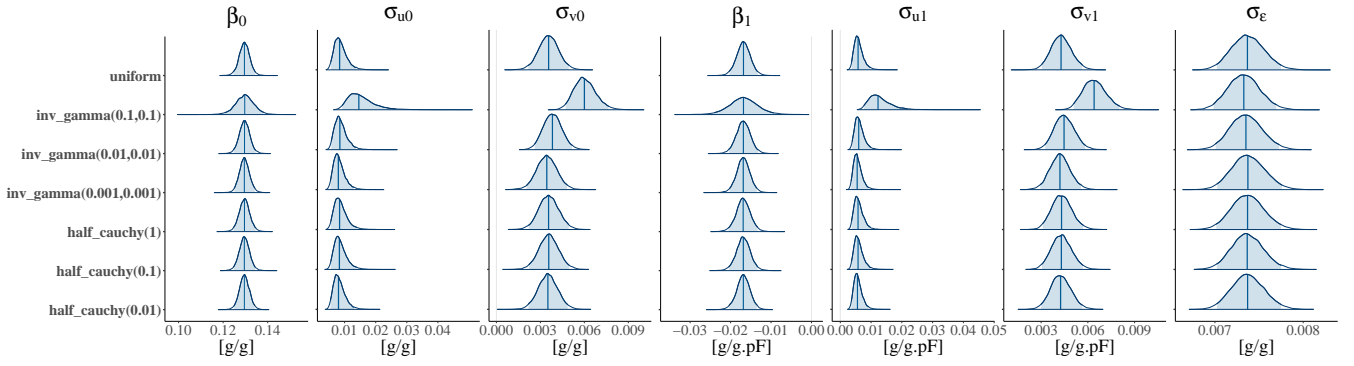 β0 σu0 σv0 β1 σu1 σv1 σε
uniform
inv_gamma(0.1,0.1)
inv_gamma(0.01,0.01)
inv_gamma(0.001,0.001)
half_cauchy(1)
half_cauchy(0.1)
half_cauchy(0.01)
0.10 0.12 0.14 0.01 0.02 0.03 0.04 0.000 0.003 0.006 0.009 −0.03 −0.02 −0.01 0.00 0.00 0.01 0.02 0.03 0.04 0.05 0.003 0.006 0.009 0.007 0.008
[g/g] [g/g] [g/g] [g/g.pF] [g/g.pF] [g/g.pF] [g/g]